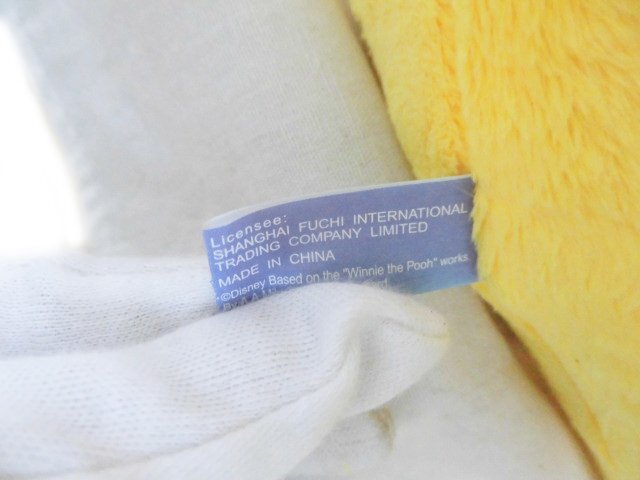 Licensee:
SHANGHAI FUCHI INTERNATIONAL
TRADING COMPANY LIMITED
MADE IN CHINA
©Disney Based on the "Winnie the Pooh" works